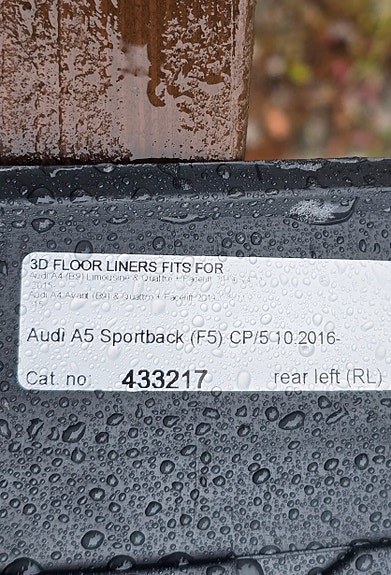 3D FLOOR LINERS FITS FOR
Audi A4 (B9) Limousine & Quattro + Facelift
Audi A4 Avant (B9) & Quattro + Facelift 2019
Audi A5 Sportback (F5) CP/5 10.2016-
Cat. no 433217 rear left (RL)